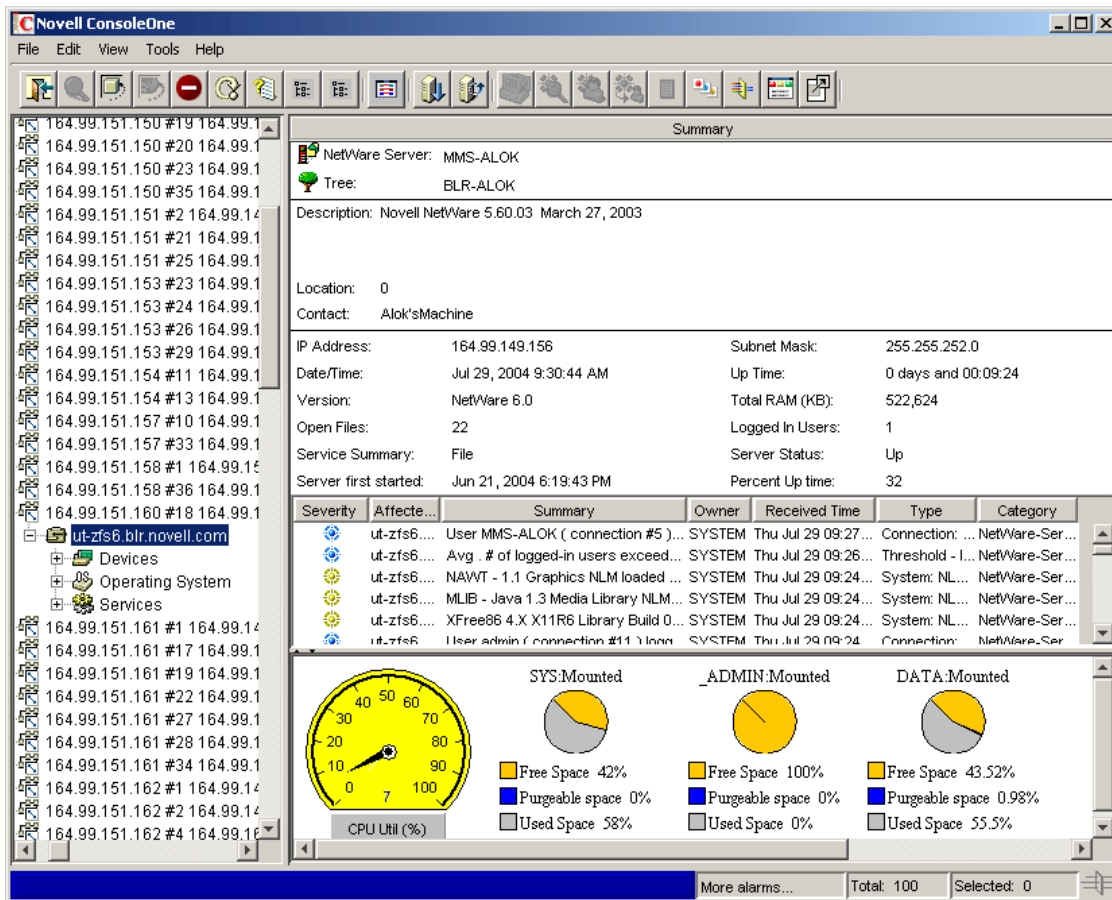 Novell ConsoleOne
File Edit View Tools Help
164.99.151.150 #19 164.99.1
164.99.151.150 #20 164.99.1
164.99.151.150 #23 164.99.1
164.99.151.150 #35 164.99.1
164.99.151.151 #2 164.99.14
164.99.151.151 #21 164.99.1
164.99.151.151 #25 164.99.1
164.99.151.153 #23 164.99.1
164.99.151.153 #24 164.99.1
164.99.151.153 #26 164.99.1
164.99.151.153 #29 164.99.1
164.99.151.154 #11 164.99.1
164.99.151.154 #13 164.99.1
164.99.151.157 #10 164.99.1
164.99.151.157 #33 164.99.1
164.99.151.158 #1 164.99.15
164.99.151.158 #36 164.99.1
164.99.151.160 #18 164.99.1
ut-zfs6.blr.novell.com
Devices
Operating System
Services
164.99.151.161 #1 164.99.14
164.99.151.161 #17 164.99.1
164.99.151.161 #19 164.99.1
164.99.151.161 #22 164.99.1
164.99.151.161 #27 164.99.1
164.99.151.161 #28 164.99.1
164.99.151.161 #34 164.99.1
164.99.151.162 #1 164.99.14
164.99.151.162 #2 164.99.14
164.99.151.162 #4 164.99.16
Summary
NetWare Server: MMS-ALOK
Tree: BLR-ALOK
Description: Novell NetWare 5.60.03 March 27, 2003
Location: 0
Contact: Alok'sMachine
IP Address: 164.99.149.156 Subnet Mask: 255.255.252.0
Date/Time: Jul 29, 2004 9:30:44 AM Up Time: 0 days and 00:09:24
Version: NetWare 6.0 Total RAM (KB): 522,624
Open Files: 22 Logged In Users: 1
Service Summary: File Server Status: Up
Server first started: Jun 21, 2004 6:19:43 PM Percent Up time: 32
Severity Affecte... Summary Owner Received Time Type Category
ut-zfs6.... User MMS-ALOK ( connection #5 )... SYSTEM Thu Jul 29 09:27... Connection: ... NetWare-Ser...
ut-zfs6.... Avg . # of logged-in users exceed... SYSTEM Thu Jul 29 09:26... Threshold - I... NetWare-Ser...
ut-zfs6.... NAWT - 1.1 Graphics NLM loaded ... SYSTEM Thu Jul 29 09:24... System: NL... NetWare-Ser...
ut-zfs6.... MLIB - Java 1.3 Media Library NLM... SYSTEM Thu Jul 29 09:24... System: NL... NetWare-Ser...
ut-zfs6.... XFree86 4.X X11R6 Library Build 0... SYSTEM Thu Jul 29 09:24... System: NL... NetWare-Ser...
ut-zfs6 User admin ( connection #11 ) logg SYSTEM Thu Jul 29 09:24 Connection: NetWare-Ser
0 10 20 30 40 50 60 70 80 90 100
7
CPU Util (%)
SYS:Mounted
Free Space 42%
Purgeable space 0%
Used Space 58%
_ADMIN:Mounted
Free Space 100%
Purgeable space 0%
Used Space 0%
DATA:Mounted
Free Space 43.52%
Purgeable space 0.98%
Used Space 55.5%
More alarms... Total: 100 Selected: 0